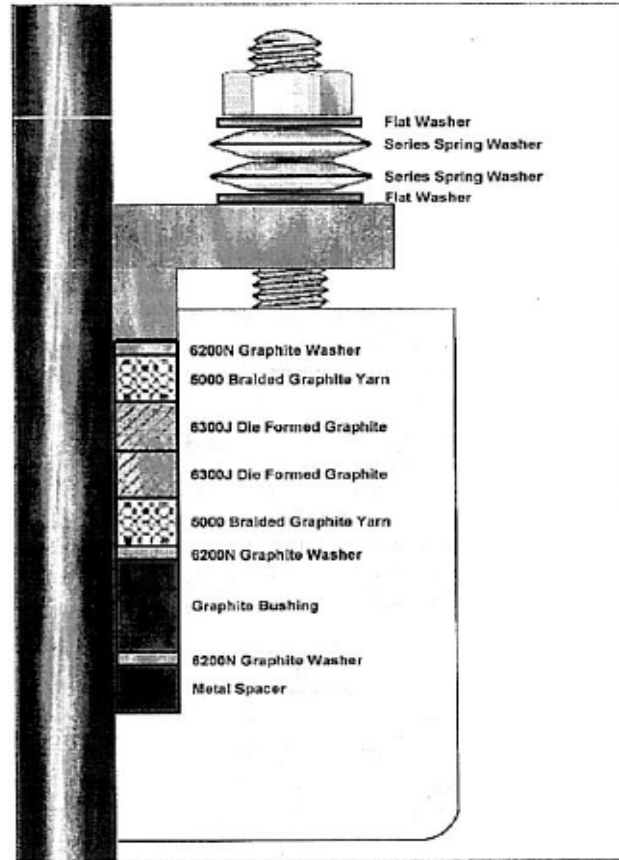 Flat Washer
Series Spring Washer
Series Spring Washer
Flat Washer
6200N Graphite Washer
5000 Braided Graphite Yarn
6300J Die Formed Graphite
6300J Die Formed Graphite
5000 Braided Graphite Yarn
6200N Graphite Washer
Graphite Bushing
6200N Graphite Washer
Metal Spacer